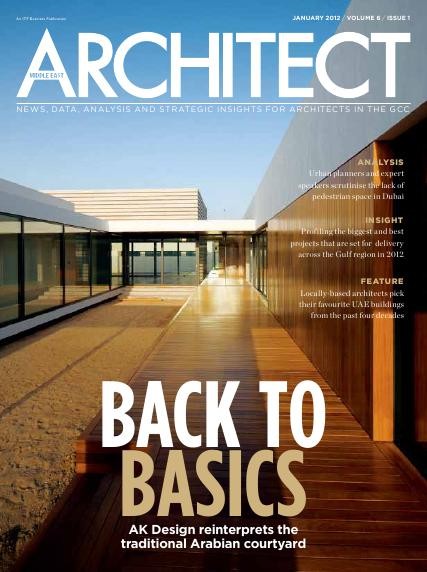 An ITP Business Publication
JANUARY 2012 / VOLUME 6 / ISSUE 1
ARCHITECT
MIDDLE EAST
NEWS, DATA, ANALYSIS AND STRATEGIC INSIGHTS FOR ARCHITECTS IN THE GCC
ANALYSIS
Urban planners and expert
speakers scrutinise the lack of
pedestrian space in Dubai
INSIGHT
Profiling the biggest and best
projects that are set for delivery
across the Gulf region in 2012
FEATURE
Locally-based architects pick
their favourite UAE buildings
from the past four decades
BACK TO
BASICS
AK Design reinterprets the
traditional Arabian courtyard